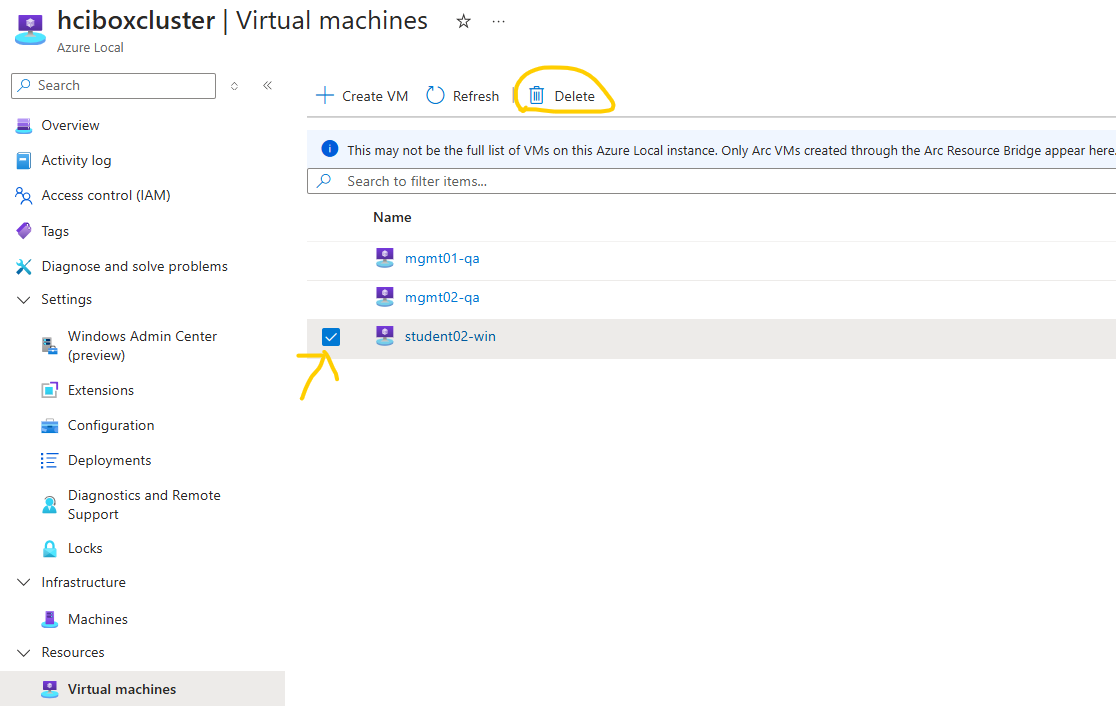 hciboxcluster | Virtual machines
Azure Local
Search
Overview
Activity log
Access control (IAM)
Tags
Diagnose and solve problems
Settings
Windows Admin Center
(preview)
Extensions
Configuration
Deployments
Diagnostics and Remote
Support
Locks
Infrastructure
Machines
Resources
Virtual machines
Create VM
Refresh
Delete
This may not be the full list of VMs on this Azure Local instance. Only Arc VMs created through the Arc Resource Bridge appear here.
Search to filter items...
Name
mgmt01-qa
mgmt02-qa
student02-win